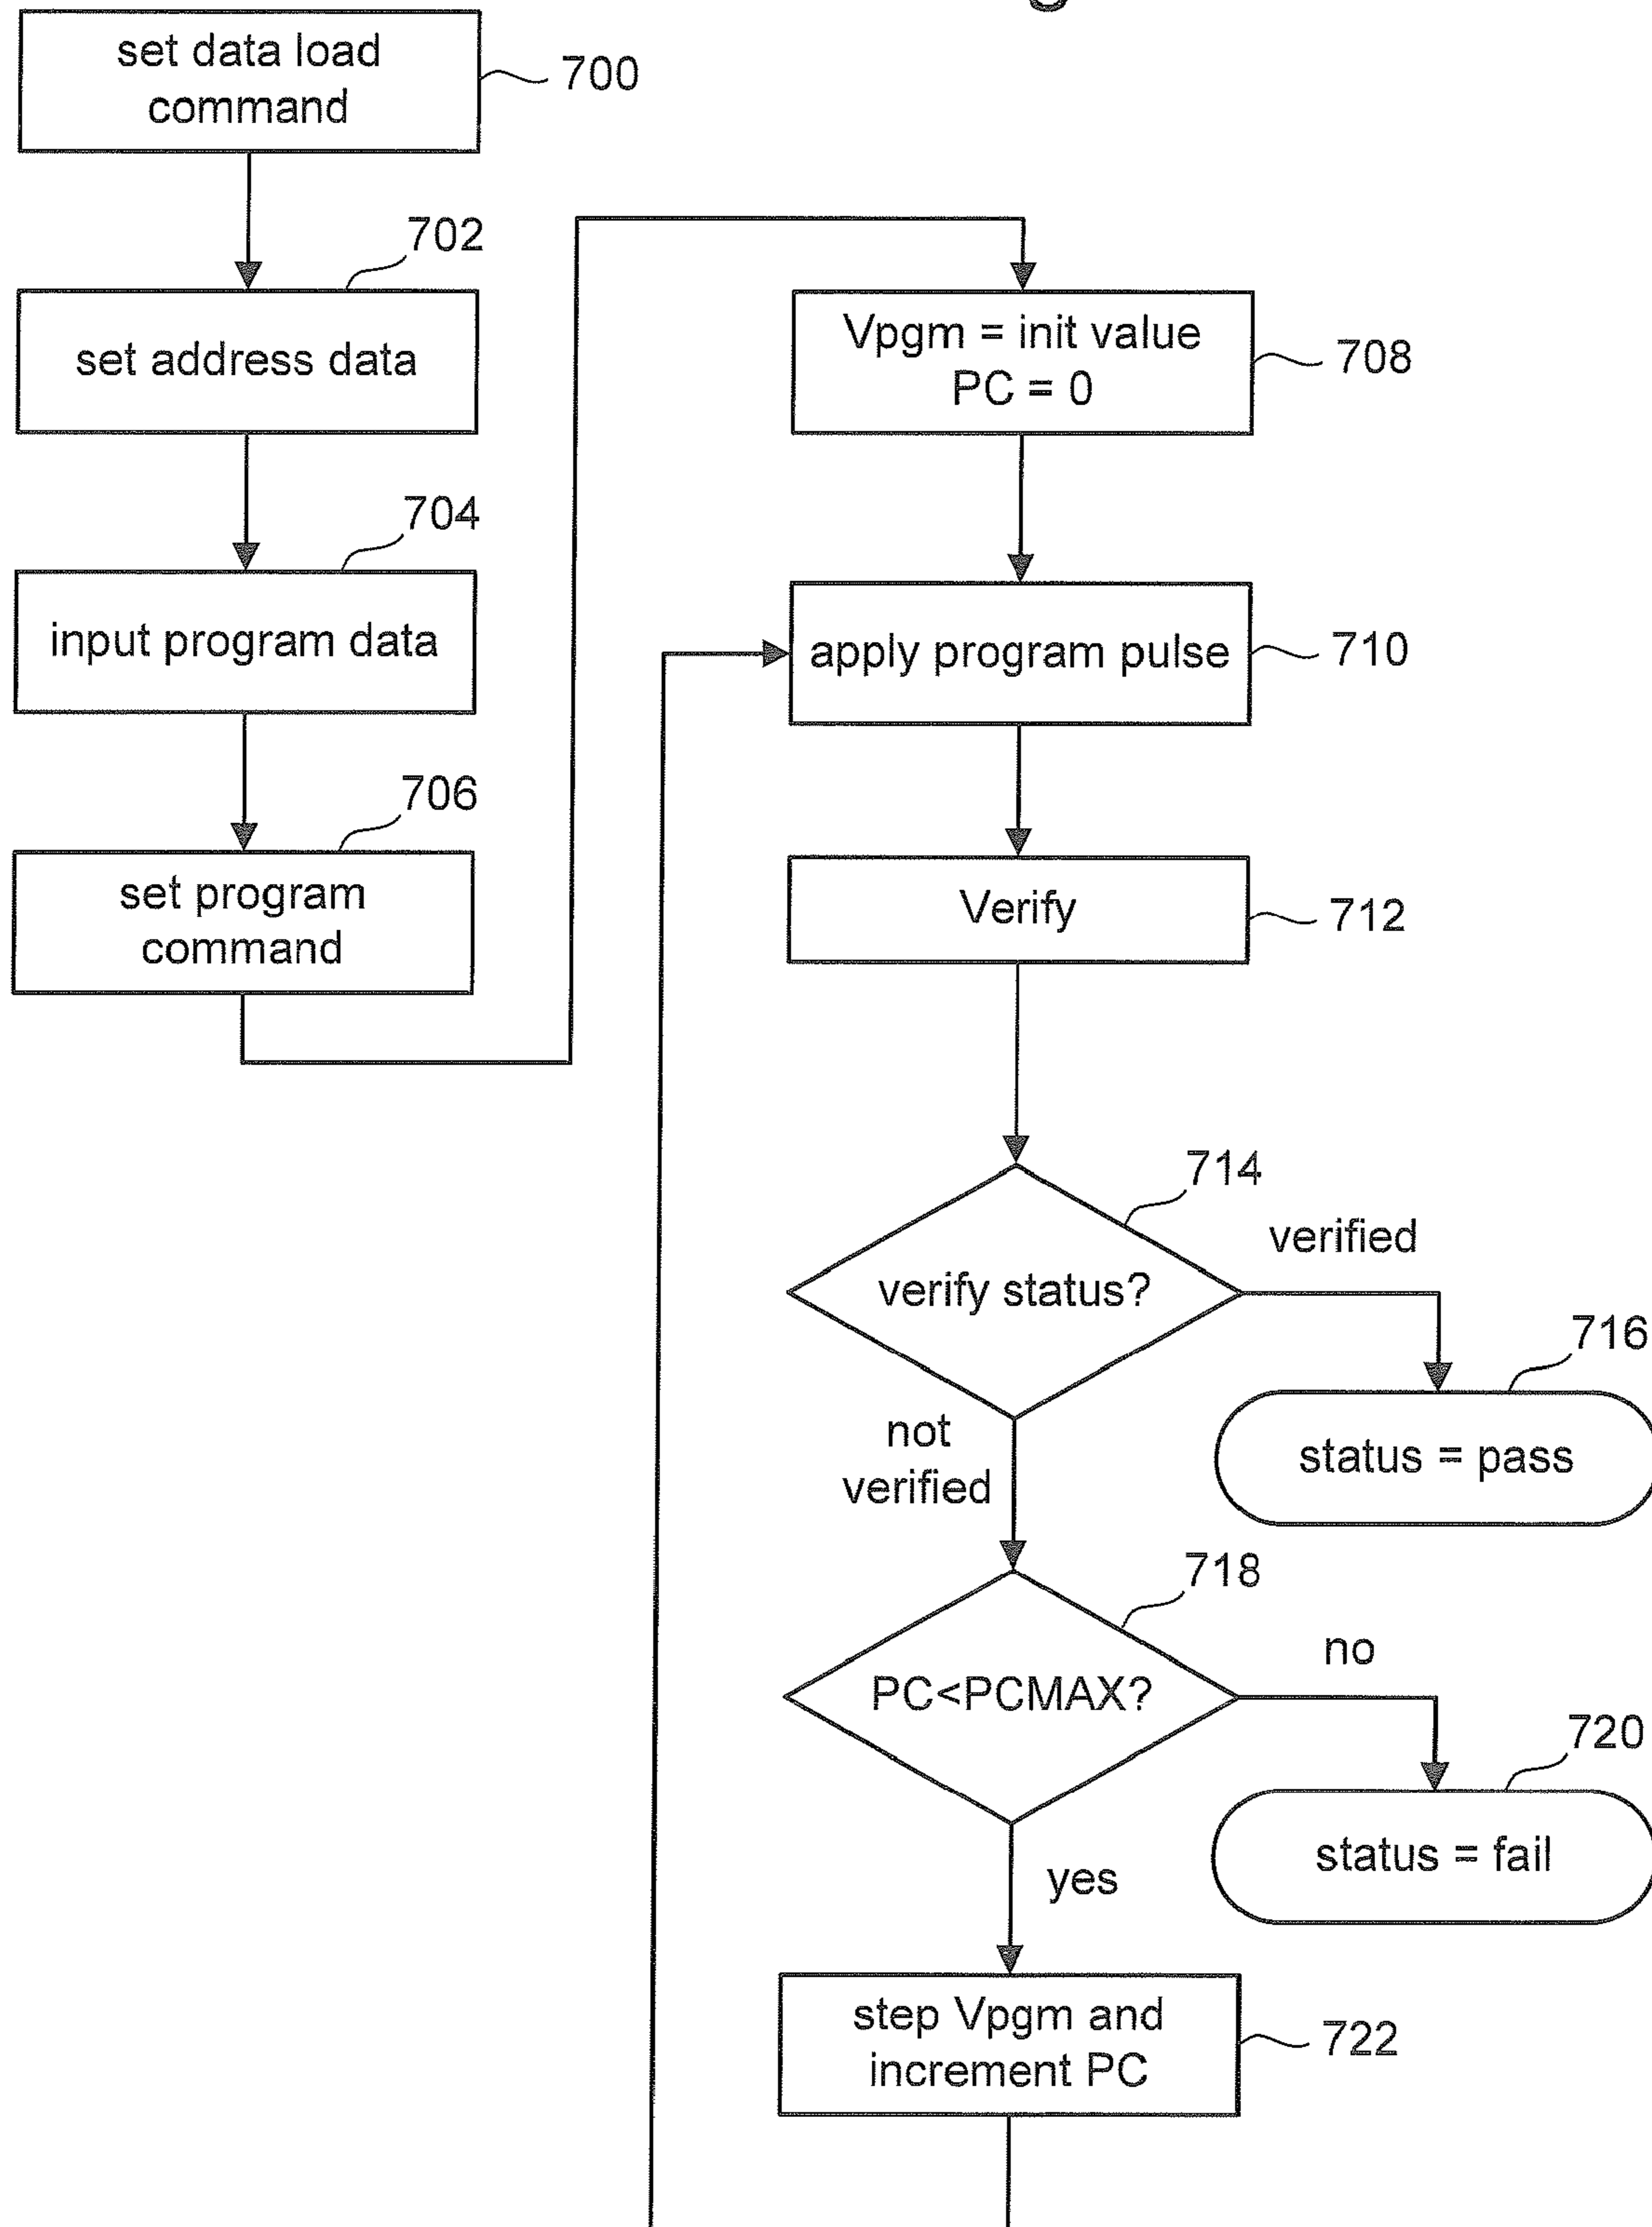 set data load
command
700
702
set address data
704
input program data
706
set program
command
Vpgm = init value
PC = 0
708
apply program pulse
710
Verify
712
714
verify status?
verified
716
status = pass
not
verified
718
PC<PCMAX?
no
720
status = fail
yes
step Vpgm and
increment PC
722